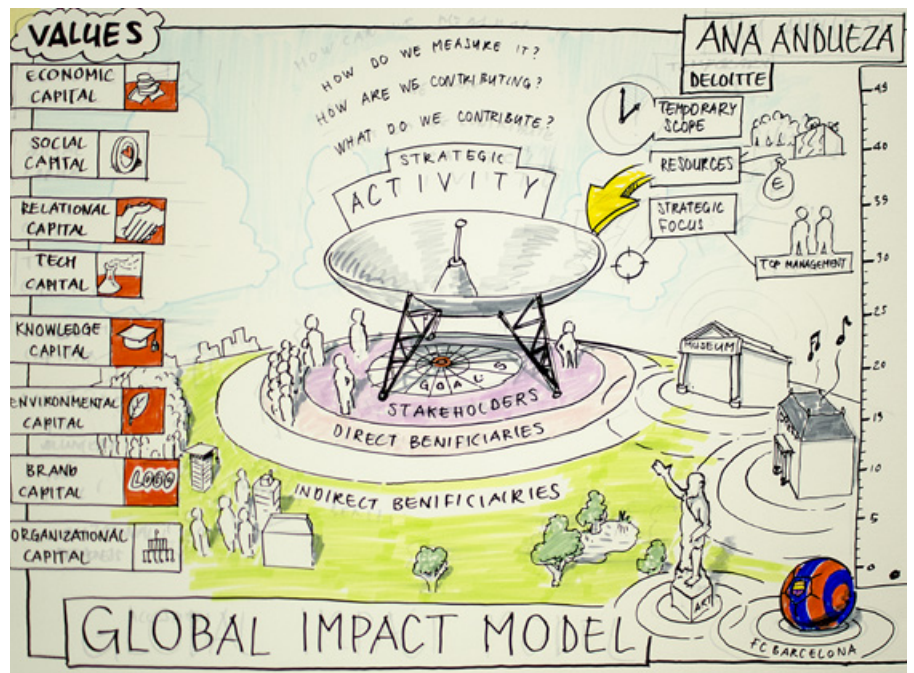 VALUES
ECONOMIC
CAPITAL
SOCIAL
CAPITAL
RELATIONAL
CAPITAL
TECH
CAPITAL
KNOWLEDGE
CAPITAL
ENVIRONMENTAL
CAPITAL
BRAND
CAPITAL
LOGO
ORGANIZATIONAL
CAPITAL
HOW DO WE MEASURE IT?
HOW ARE WE CONTRIBUTING?
WHAT DO WE CONTRIBUTE?
STRATEGIC
ACTIVITY
GOALS
STAKEHOLDERS
DIRECT BENIFICIARIES
INDIRECT BENIFICIAIRIES
ANA ANDUEZA
DELOITTE
TEMPORARY
SCOPE
RESOURCES
€
STRATEGIC
FOCUS
TOP MANAGEMENT
45
40
35
30
25
20
15
10
5
0
MUSEUM
ART
FC BARCELONA
GLOBAL IMPACT MODEL